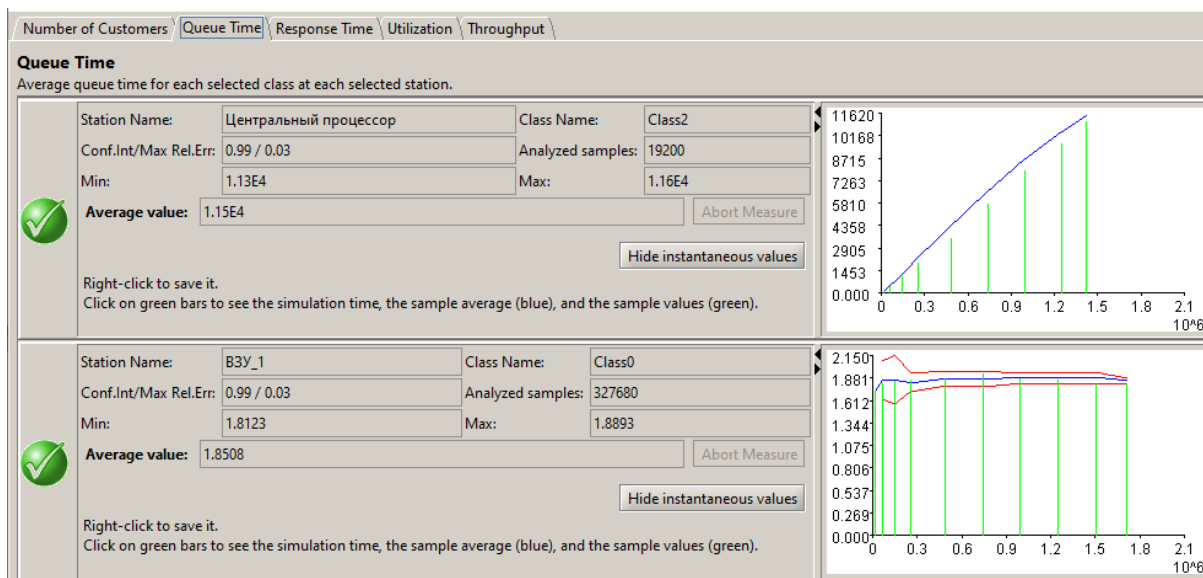 Number of Customers Queue Time Response Time Utilization Throughput
Queue Time
Average queue time for each selected class at each selected station.
Station Name: Центральный процессор Class Name: Class2
Conf.Int/Max Rel.Err: 0.99 / 0.03 Analyzed samples: 19200
Min: 1.13E4 Max: 1.16E4
Average value: 1.15E4 Abort Measure
Hide instantaneous values
Right-click to save it.
Click on green bars to see the simulation time, the sample average (blue), and the sample values (green).
11620
10168
8715
7263
5810
4358
2905
1453
0.000
0 0.3 0.6 0.9 1.2 1.5 1.8 2.1
10^6
Station Name: ВЗУ_1 Class Name: Class0
Conf.Int/Max Rel.Err: 0.99 / 0.03 Analyzed samples: 327680
Min: 1.8123 Max: 1.8893
Average value: 1.8508 Abort Measure
Hide instantaneous values
Right-click to save it.
Click on green bars to see the simulation time, the sample average (blue), and the sample values (green).
2.150
1.881
1.612
1.344
1.075
0.806
0.537
0.269
0.000
0 0.3 0.6 0.9 1.2 1.5 1.8 2.1
10^6